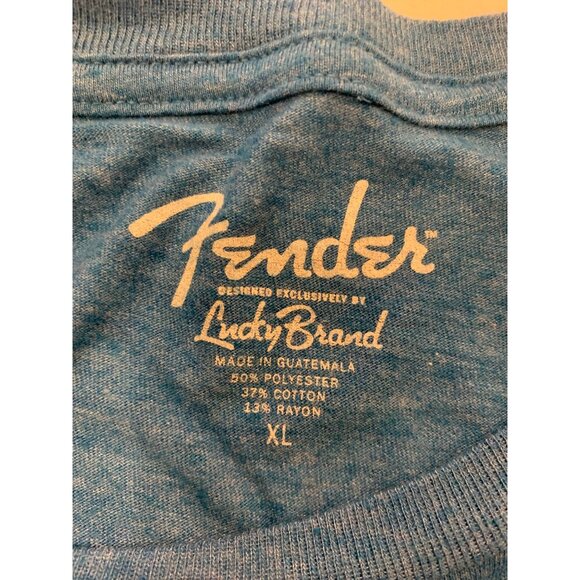 Fender™
DESIGNED EXCLUSIVELY BY
Lucky Brand
MADE IN GUATEMALA
50% POLYESTER
37% COTTON
13% RAYON
XL